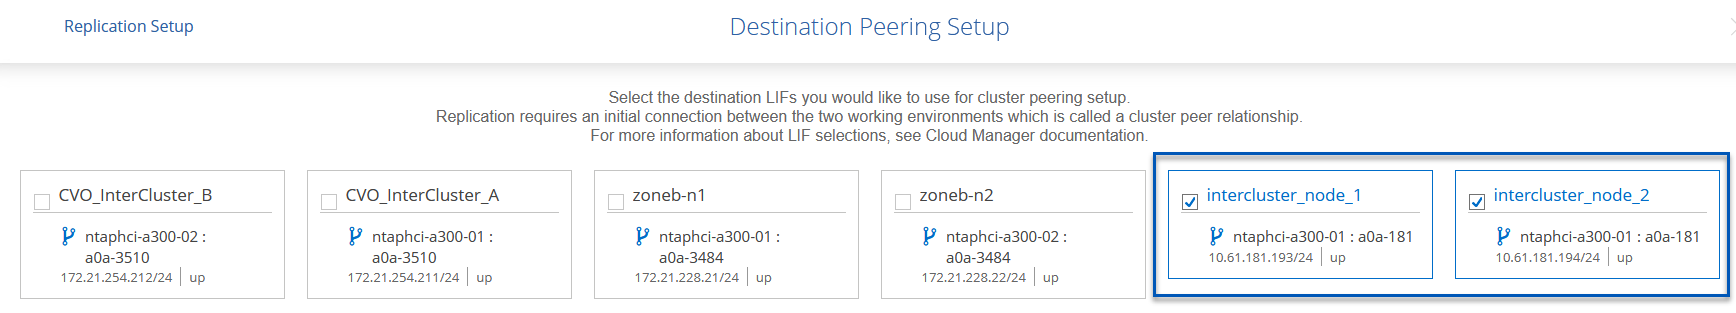 Replication Setup
Destination Peering Setup
Select the destination LIFs you would like to use for cluster peering setup.
Replication requires an initial connection between the two working environments which is called a cluster peer relationship.
For more information about LIF selections, see Cloud Manager documentation.
CVO_InterCluster_B
ntaphci-a300-02 :
a0a-3510
172.21.254.212/24 | up
CVO_InterCluster_A
ntaphci-a300-01 :
a0a-3510
172.21.254.211/24 | up
zoneb-n1
ntaphci-a300-01 :
a0a-3484
172.21.228.21/24 | up
zoneb-n2
ntaphci-a300-02 :
a0a-3484
172.21.228.22/24 | up
intercluster_node_1
ntaphci-a300-01 : a0a-181
10.61.181.193/24 | up
intercluster_node_2
ntaphci-a300-01 : a0a-181
10.61.181.194/24 | up